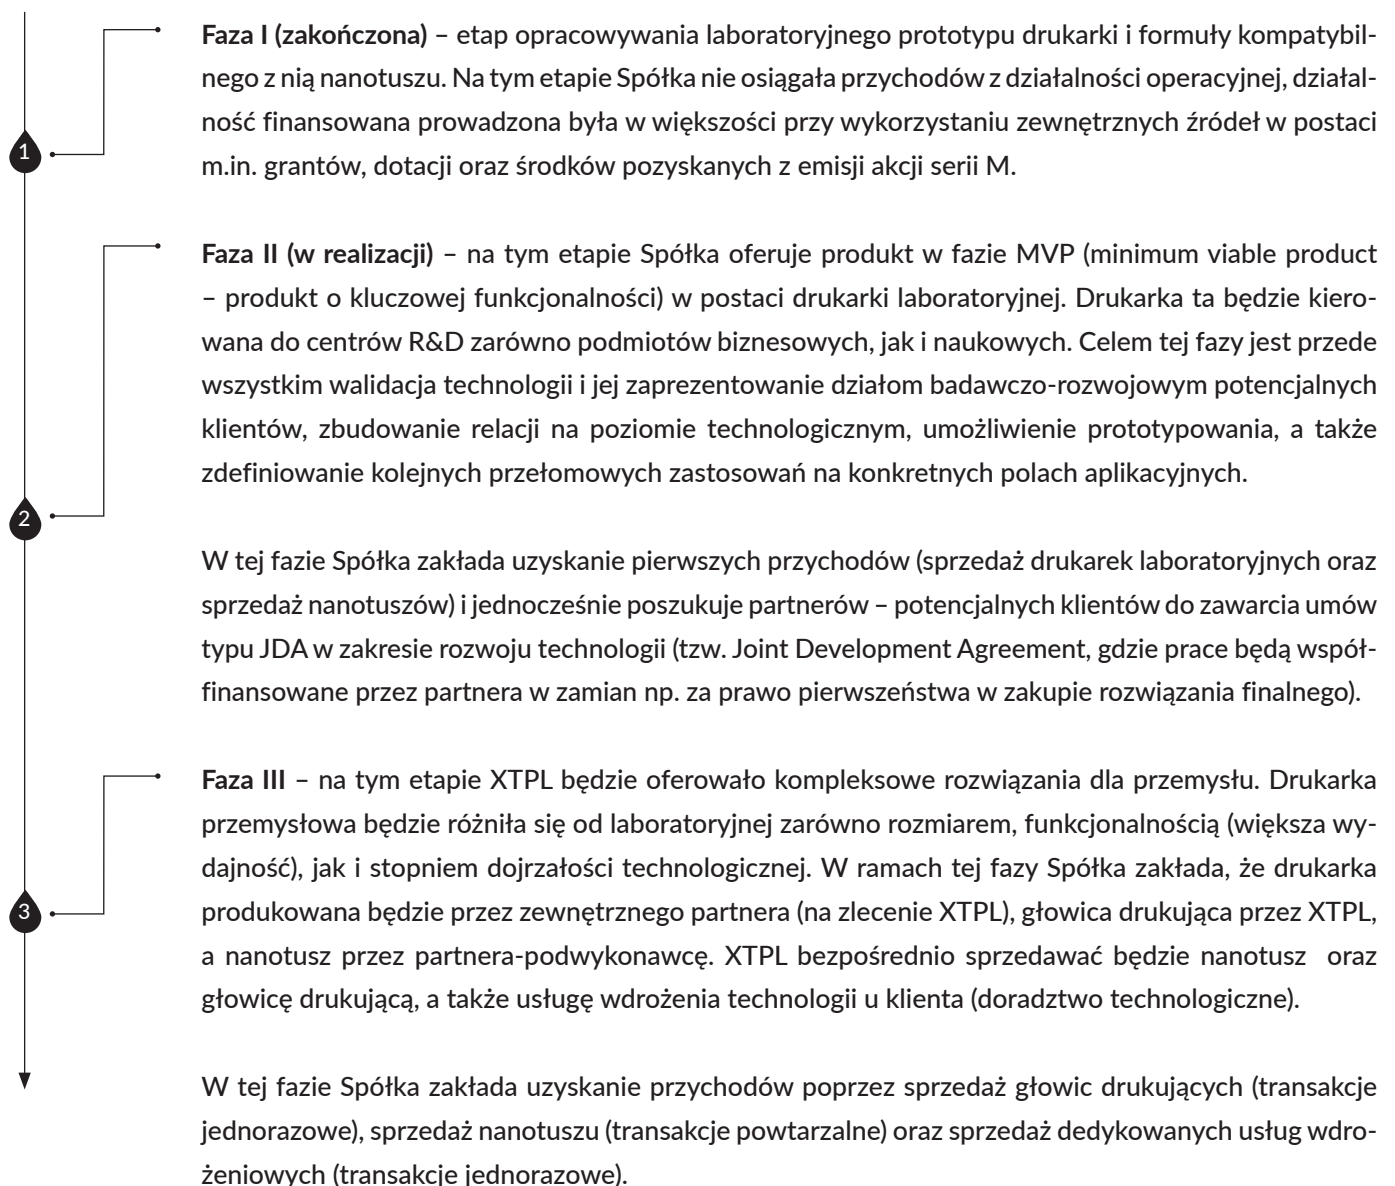 Faza I (zakończona) – etap opracowywania laboratoryjnego prototypu drukarki i formuły kompatybil-
nego z nią nanotuszu. Na tym etapie Spółka nie osiągała przychodów z działalności operacyjnej, działal-
ność finansowana prowadzona była w większości przy wykorzystaniu zewnętrznych źródeł w postaci
1
m.in. grantów, dotacji oraz środków pozyskanych z emisji akcji serii M.
Faza II (w realizacji) – na tym etapie Spółka oferuje produkt w fazie MVP (minimum viable product
– produkt o kluczowej funkcjonalności) w postaci drukarki laboratoryjnej. Drukarka ta będzie kiero-
wana do centrów R&D zarówno podmiotów biznesowych, jak i naukowych. Celem tej fazy jest przede
wszystkim walidacja technologii i jej zaprezentowanie działom badawczo-rozwojowym potencjalnych
klientów, zbudowanie relacji na poziomie technologicznym, umożliwienie prototypowania, a także
zdefiniowanie kolejnych przełomowych zastosowań na konkretnych polach aplikacyjnych.
2
W tej fazie Spółka zakłada uzyskanie pierwszych przychodów (sprzedaż drukarek laboratoryjnych oraz
sprzedaż nanotuszów) i jednocześnie poszukuje partnerów – potencjalnych klientów do zawarcia umów
typu JDA w zakresie rozwoju technologii (tzw. Joint Development Agreement, gdzie prace będą współ-
finansowane przez partnera w zamian np. za prawo pierwszeństwa w zakupie rozwiązania finalnego).
Faza III – na tym etapie XTPL będzie oferowało kompleksowe rozwiązania dla przemysłu. Drukarka
przemysłowa będzie różniła się od laboratoryjnej zarówno rozmiarem, funkcjonalnością (większa wy-
dajność), jak i stopniem dojrzałości technologicznej. W ramach tej fazy Spółka zakłada, że drukarka
3
produkowana będzie przez zewnętrznego partnera (na zlecenie XTPL), głowica drukująca przez XTPL,
a nanotusz przez partnera-podwykonawcę. XTPL bezpośrednio sprzedawać będzie nanotusz oraz
głowicę drukującą, a także usługę wdrożenia technologii u klienta (doradztwo technologiczne).
W tej fazie Spółka zakłada uzyskanie przychodów poprzez sprzedaż głowic drukujących (transakcje
jednorazowe), sprzedaż nanotuszu (transakcje powtarzalne) oraz sprzedaż dedykowanych usług wdro-
żeniowych (transakcje jednorazowe).